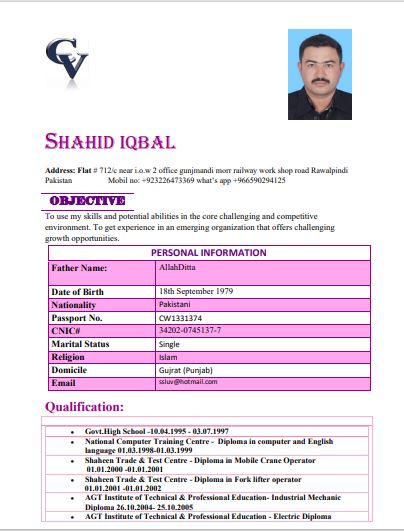 CV
SHAHID IQBAL
Address: Flat # 712/c near i.o.w 2 office gunjmandi morr railway work shop road Rawalpindi
Pakistan Mobil no: +923226473369 what's app +966590294125
OBJECTIVE
To use my skills and potential abilities in the core challenging and competitive
environment. To get experience in an emerging organization that offers challenging
growth opportunities.
PERSONAL INFORMATION
Father Name: AllahDitta
Date of Birth 18th September 1979
Nationality Pakistani
Passport No. CW1331374
CNIC# 34202-0745137-7
Marital Status Single
Religion Islam
Domicile Gujrat (Punjab)
Email ssluv@hotmail.com
Qualification:
• Govt.High School -10.04.1995 - 03.07.1997
• National Computer Training Centre - Diploma in computer and English
language 01.03.1998-01.03.1999
• Shaheen Trade & Test Centre - Diploma in Mobile Crane Operator
01.01.2000 -01.01.2001
• Shaheen Trade & Test Centre - Diploma in Fork lifter operator
01.01.2001 -01.01.2002
• AGT Institute of Technical & Professional Education- Industrial Mechanic
Diploma 26.10.2004- 25.10.2005
• AGT Institute of Technical & Professional Education - Electric Diploma